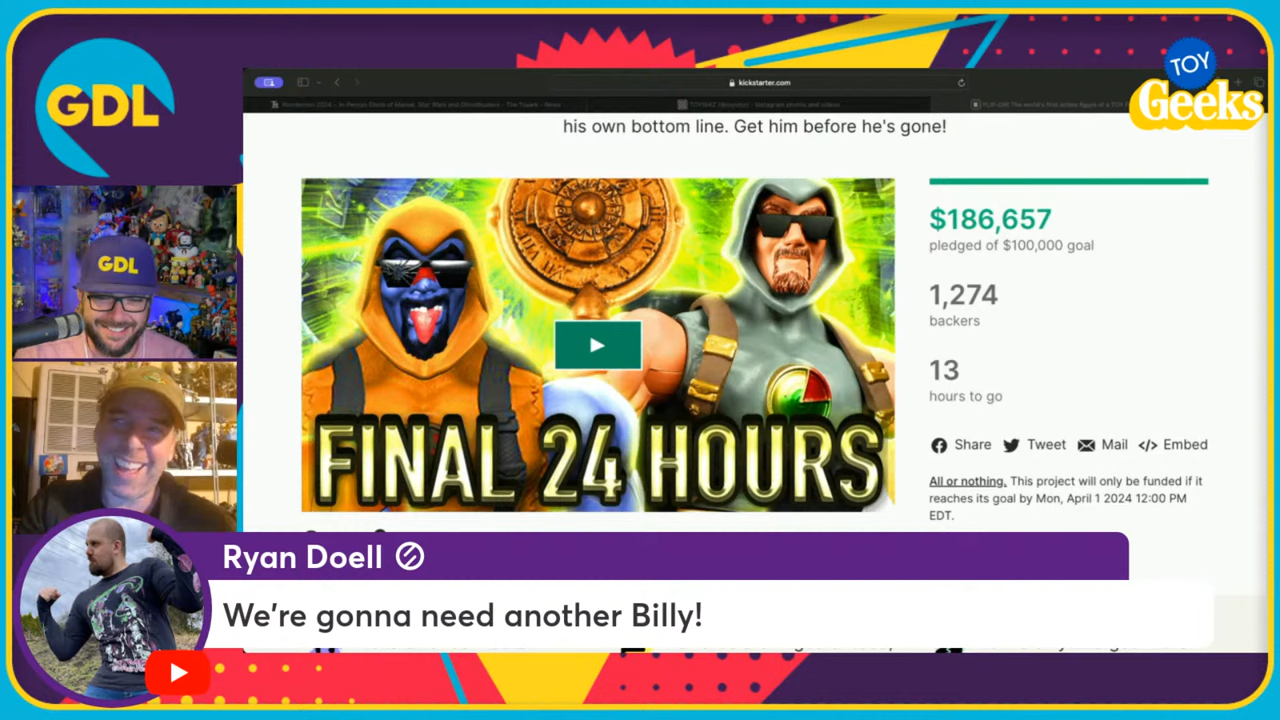 GDL
TOY
Geeks
kickstarter.com
his own bottom line. Get him before he's gone!
FINAL 24 HOURS
$186,657
pledged of $100,000 goal
1,274
backers
13
hours to go
Share Tweet Mail </> Embed
All or nothing. This project will only be funded if it
reaches its goal by Mon, April 1 2024 12:00 PM
EDT.
GDL
Ryan Doell
We're gonna need another Billy!